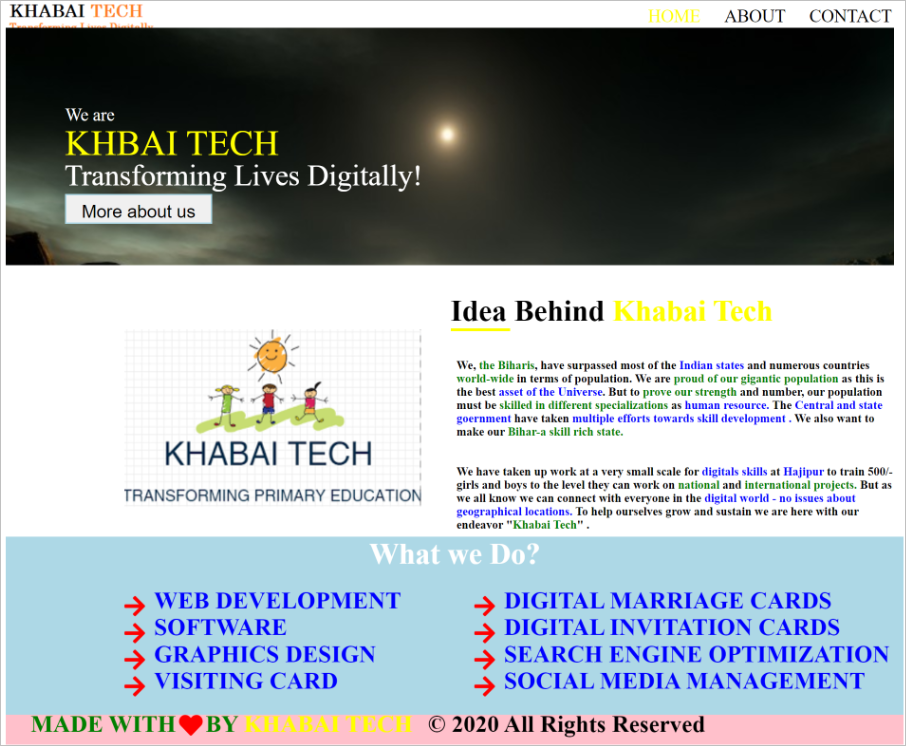 KHABAI TECH
Transforming Lives Digitally
HOME ABOUT CONTACT
We are
KHBAI TECH
Transforming Lives Digitally!
More about us
KHABAI TECH
TRANSFORMING PRIMARY EDUCATION
Idea Behind Khabai Tech
We, the Biharis, have surpassed most of the Indian states and numerous countries
world-wide in terms of population. We are proud of our gigantic population as this is
the best asset of the Universe. But to prove our strength and number, our population
must be skilled in different specializations as human resource. The Central and state
goernment have taken multiple efforts towards skill development . We also want to
make our Bihar-a skill rich state.
We have taken up work at a very small scale for digitals skills at Hajipur to train 500/-
girls and boys to the level they can work on national and international projects. But as
we all know we can connect with everyone in the digital world - no issues about
geographical locations. To help ourselves grow and sustain we are here with our
endeavor "Khabai Tech" .
What we Do?
WEB DEVELOPMENT
SOFTWARE
GRAPHICS DESIGN
VISITING CARD
DIGITAL MARRIAGE CARDS
DIGITAL INVITATION CARDS
SEARCH ENGINE OPTIMIZATION
SOCIAL MEDIA MANAGEMENT
MADE WITH ❤ BY KHABAI TECH © 2020 All Rights Reserved